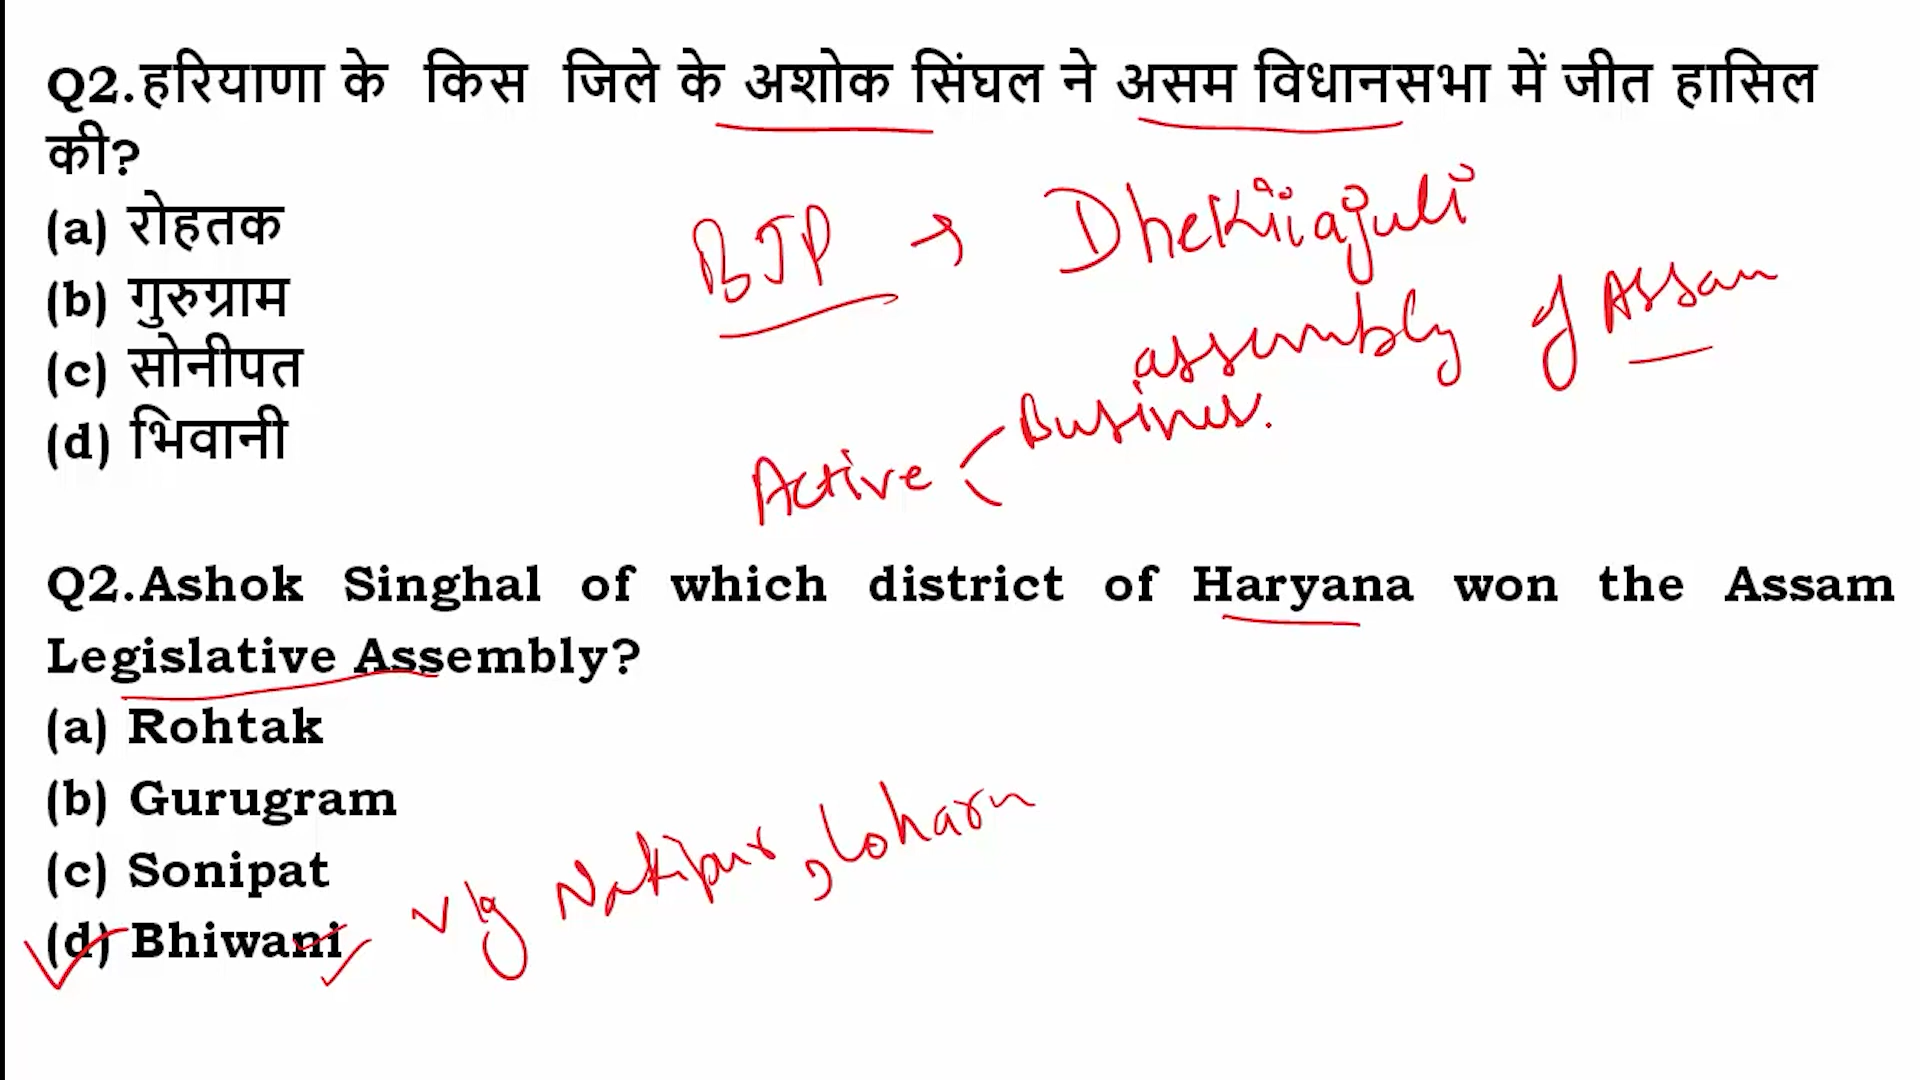 Q2.हरियाणा के किस जिले के अशोक सिंघल ने असम विधानसभा में जीत हासिल
की?
(a) रोहतक
(b) गुरुग्राम
(c) सोनीपत
(d) भिवानी
BJP → Dhekiajuli
assembly of Assam
Active
Busines.
Q2.Ashok Singhal of which district of Haryana won the Assam
Legislative Assembly?
(a) Rohtak
(b) Gurugram
(c) Sonipat
(d) Bhiwani
vlg Nakipur, Loharu